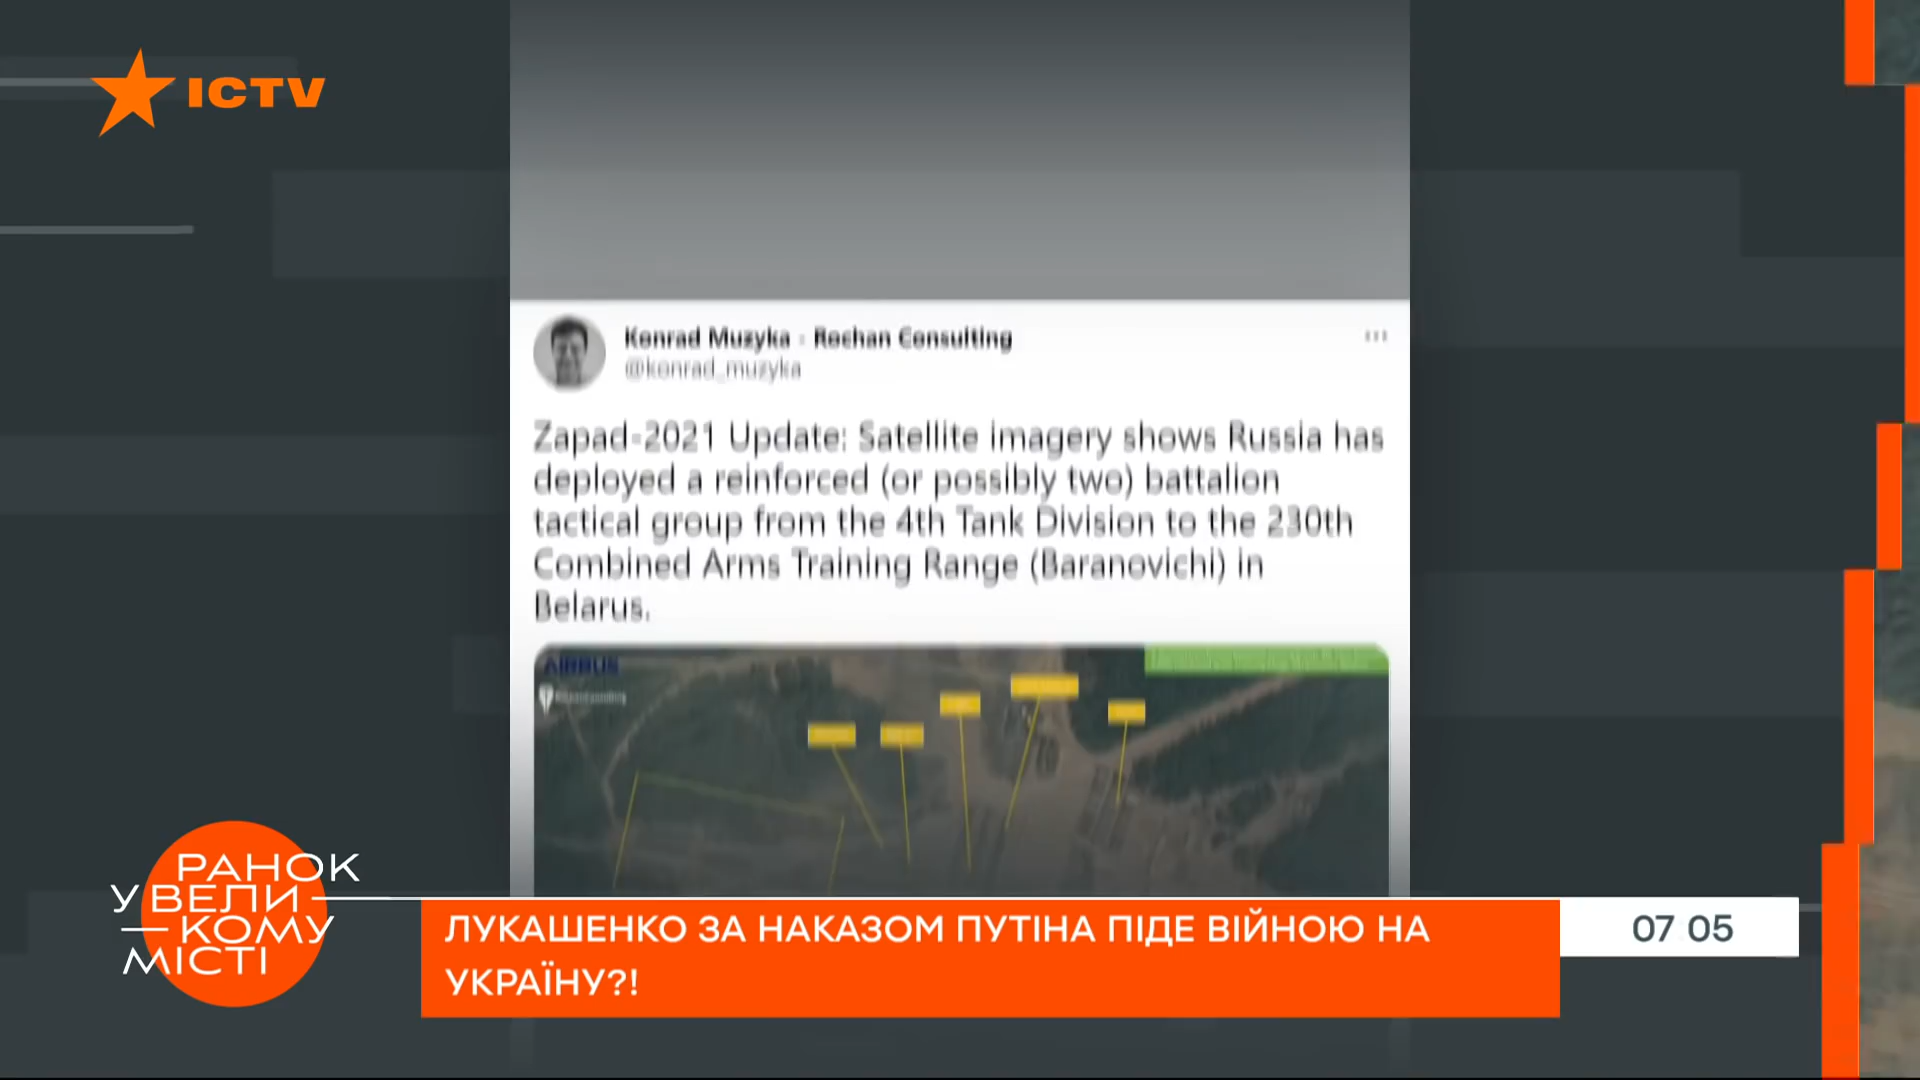 ICTV
Konrad Muzyka - Rochan Consulting
@konrad_muzyka
Zapad-2021 Update: Satellite imagery shows Russia has
deployed a reinforced (or possibly two) battalion
tactical group from the 4th Tank Division to the 230th
Combined Arms Training Range (Baranovichi) in
Belarus.
AIRBUS
РАНОК
У ВЕЛИ
КОМУ
МІСТІ
ЛУКАШЕНКО ЗА НАКАЗОМ ПУТІНА ПІДЕ ВІЙНОЮ НА
УКРАЇНУ?!
07 05